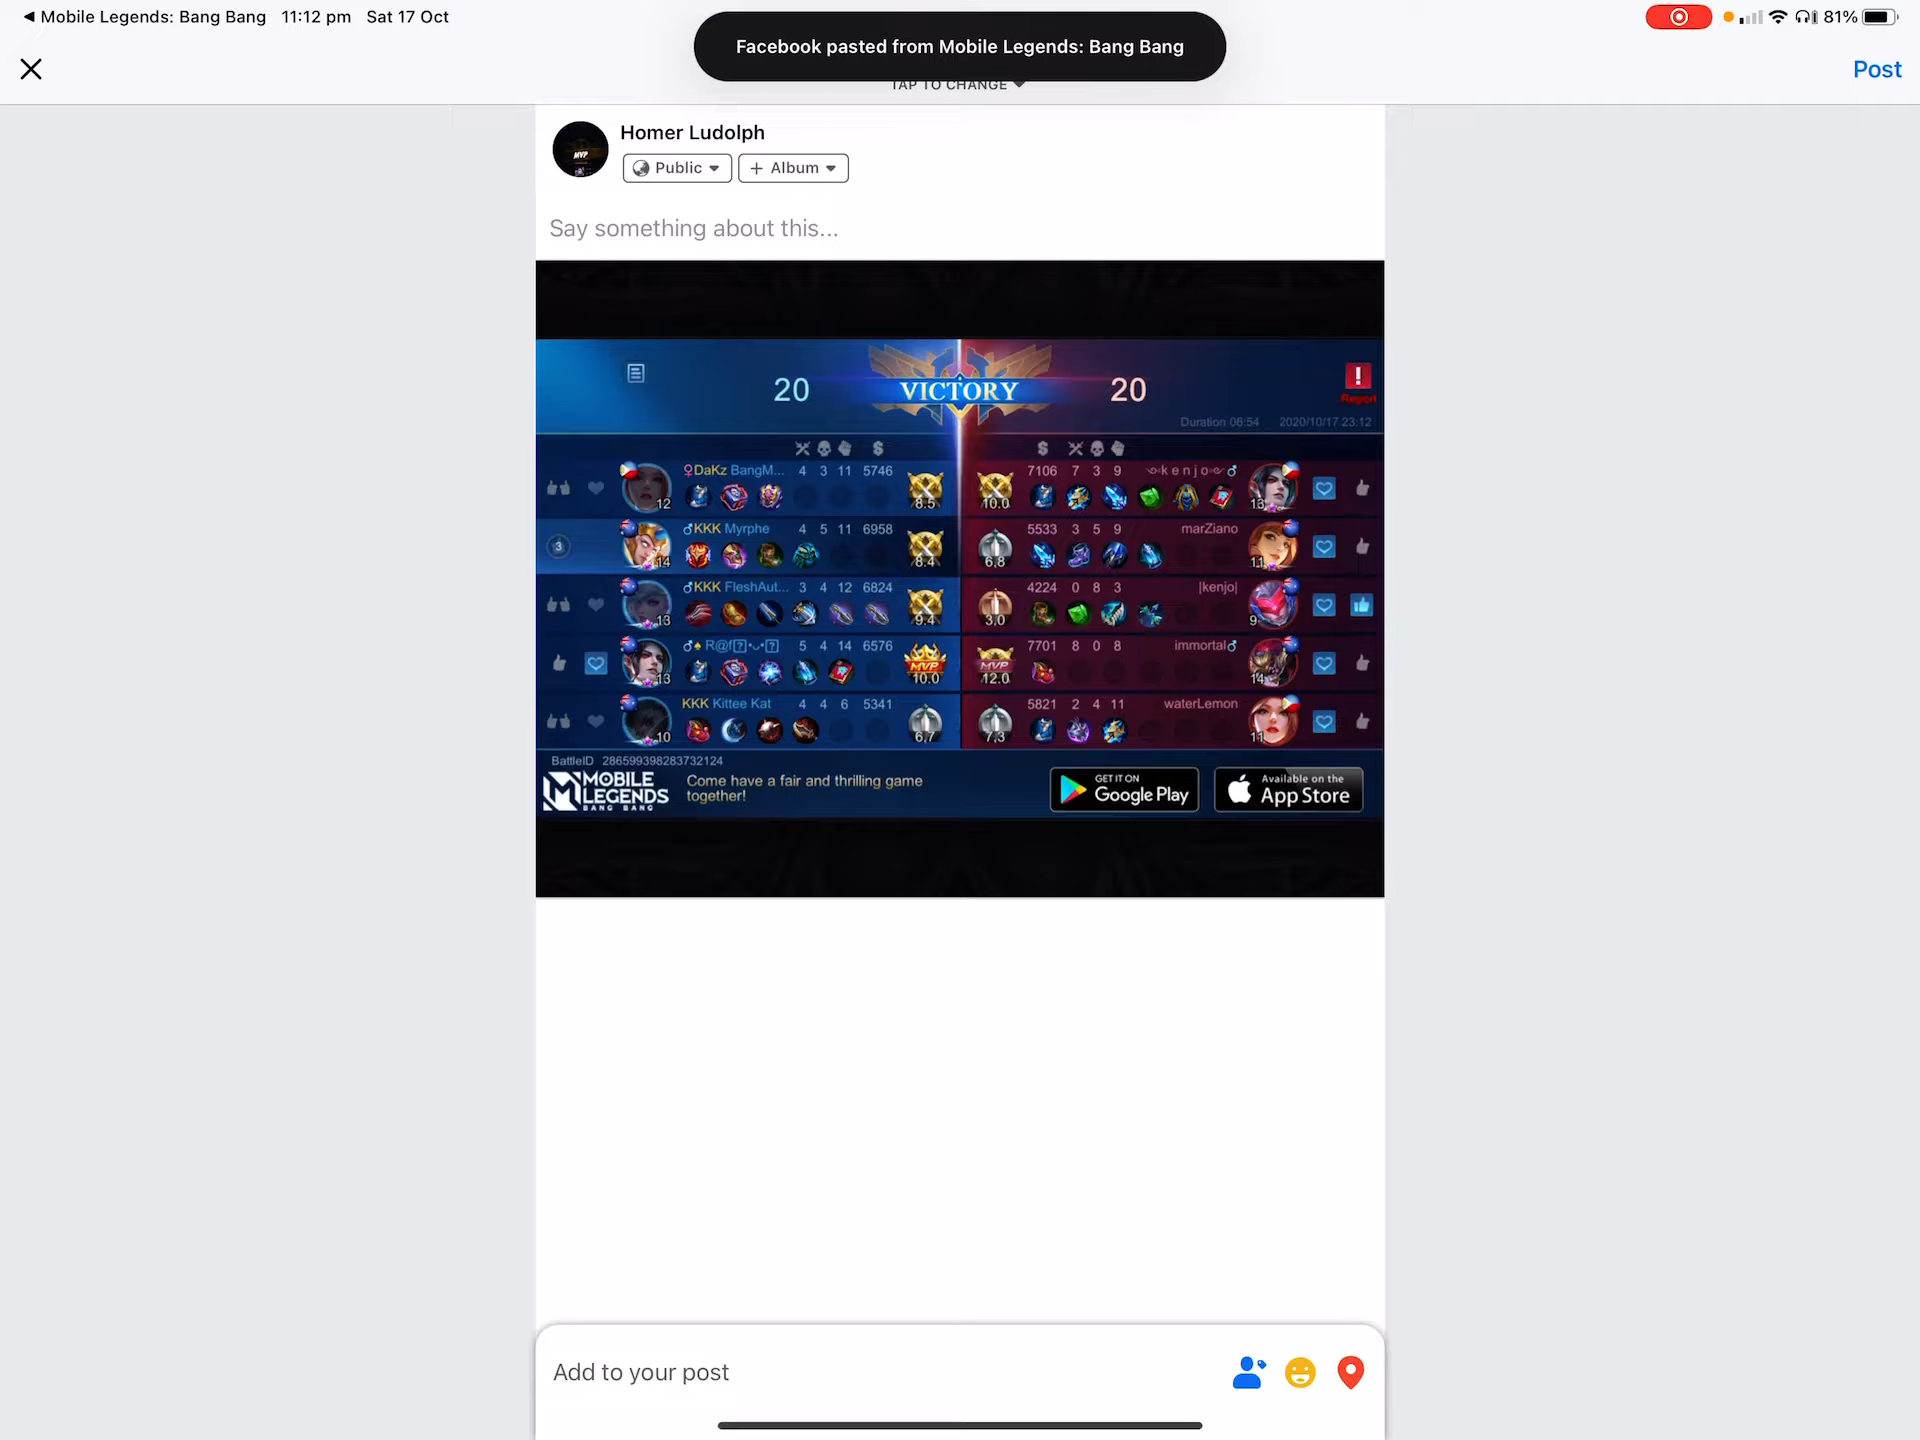 ◀ Mobile Legends: Bang Bang 11:12 pm Sat 17 Oct 81%
Facebook pasted from Mobile Legends: Bang Bang
TAP TO CHANGE
Post
Homer Ludolph
Public
+ Album
Say something about this...
20 VICTORY 20
Report
Duration 06:54 2020/10/17 23:12
♀DaKz BangM... 4 3 11 5746 8.5
12
10.0 7106 7 3 9 kenjo♂
13
3
♂KKK Myrphe 4 5 11 6958 8.4
14
6.8 5533 3 5 9 marZiano
11
♂KKK FleshAut... 3 4 12 6824 9.4
13
3.0 4224 0 8 3 |kenjo|
9
5 4 14 6576 MVP 10.0
13
MVP 12.0 7701 8 0 8 immortal♂
14
KKK Kittee Kat 4 4 6 5341 6.7
10
7.3 5821 2 4 11 waterLemon
11
BattleID 286599398283732124
MOBILE LEGENDS BANG BANG
Come have a fair and thrilling game
together!
GET IT ON
Google Play
Available on the
App Store
Add to your post